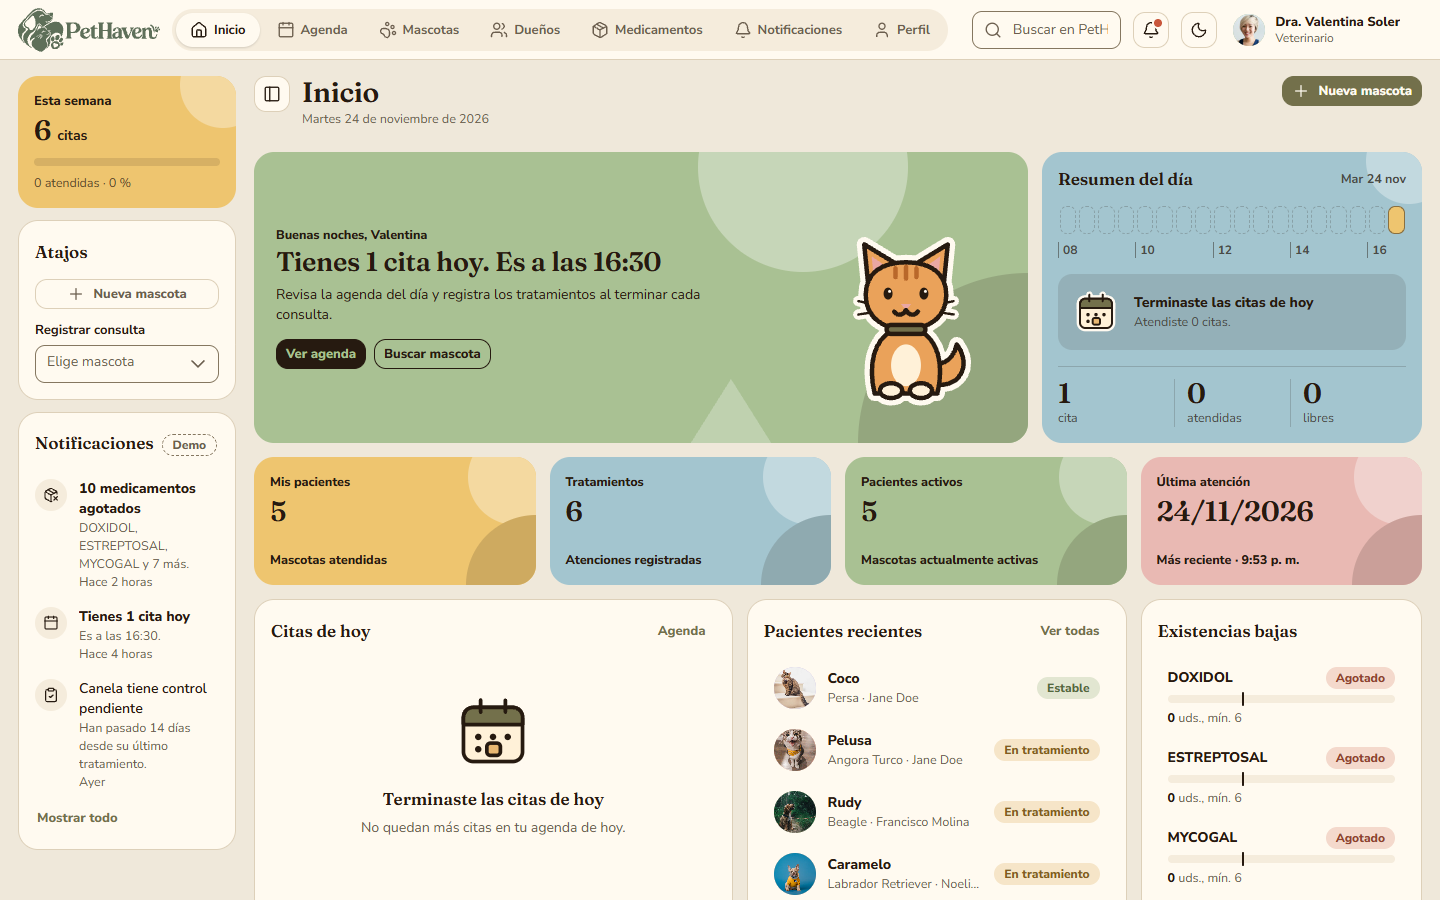 PetHaven
Inicio
Agenda
Mascotas
Dueños
Medicamentos
Notificaciones
Perfil
Buscar en PetH
Dra. Valentina Soler
Veterinario
Esta semana
6 citas
0 atendidas · 0 %
Atajos
Nueva mascota
Registrar consulta
Elige mascota
Notificaciones
Demo
10 medicamentos
agotados
DOXIDOL,
ESTREPTOSAL,
MYCOGAL y 7 más.
Hace 2 horas
Tienes 1 cita hoy
Es a las 16:30.
Hace 4 horas
Canela tiene control
pendiente
Han pasado 14 días
desde su último
tratamiento.
Ayer
Mostrar todo
Inicio
Martes 24 de noviembre de 2026
Nueva mascota
Buenas noches, Valentina
Tienes 1 cita hoy. Es a las 16:30
Revisa la agenda del día y registra los tratamientos al terminar cada
consulta.
Ver agenda
Buscar mascota
Resumen del día
Mar 24 nov
08 10 12 14 16
Terminaste las citas de hoy
Atendiste 0 citas.
1 0 0
cita atendidas libres
Mis pacientes
5
Mascotas atendidas
Tratamientos
6
Atenciones registradas
Pacientes activos
5
Mascotas actualmente activas
Última atención
24/11/2026
Más reciente · 9:53 p. m.
Citas de hoy
Agenda
Terminaste las citas de hoy
No quedan más citas en tu agenda de hoy.
Pacientes recientes
Ver todas
Coco
Persa · Jane Doe
Estable
Pelusa
Angora Turco · Jane Doe
En tratamiento
Rudy
Beagle · Francisco Molina
En tratamiento
Caramelo
Labrador Retriever · Noeli...
En tratamiento
Existencias bajas
DOXIDOL
Agotado
0 uds., mín. 6
ESTREPTOSAL
Agotado
0 uds., mín. 6
MYCOGAL
Agotado
0 uds., mín. 6